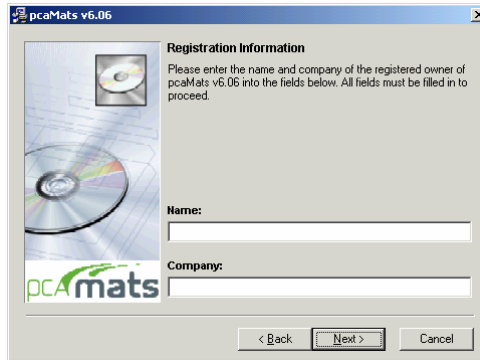 pcaMats v6.06
Registration Information
Please enter the name and company of the registered owner of
pcaMats v6.06 into the fields below. All fields must be filled in to
proceed.
Name:
Company:
pcAmats
< Back
Next >
Cancel